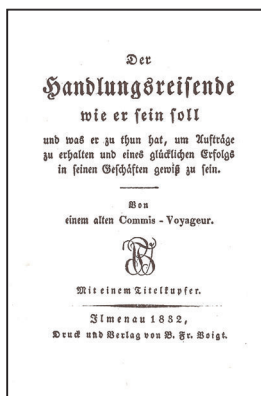 Der
Handlungsreisende
wie er sein soll
und was er zu thun hat, um Aufträge
zu erhalten und eines glücklichen Erfolgs
in seinen Geschäften gewiß zu sein.
Von
einem alten Commis-Voyageur.
Mit einem Titelkupfer.
Ilmenau 1832,
Druck und Verlag von B. Fr. Voigt.